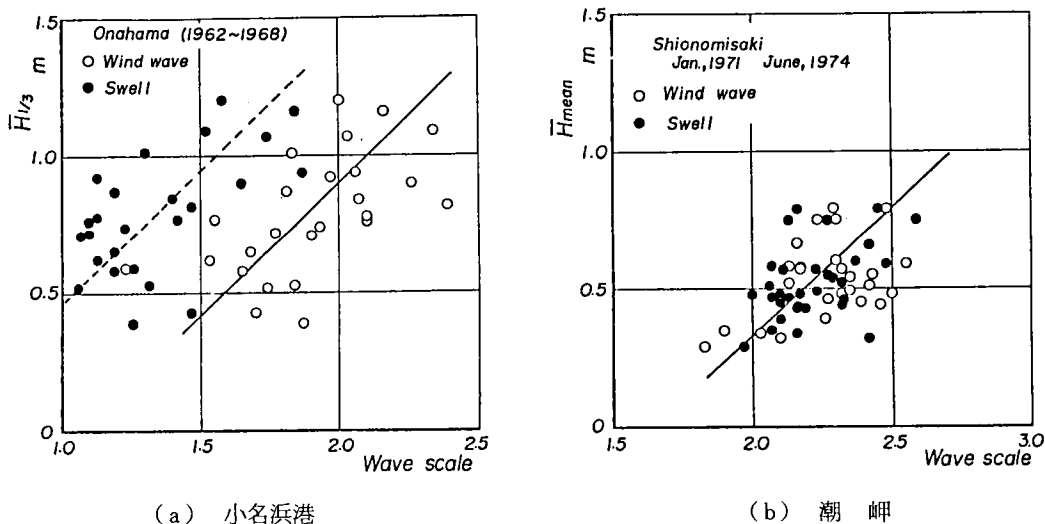 Onahama (1962~1968)
○ Wind wave
● Swell
H̅1/3 m
1.5
1.0
0.5
0
1.0 1.5 2.0 2.5
Wave scale
(a) 小名浜港
Shionomisaki
Jan.,1971 June,1974
○ Wind wave
● Swell
H̅mean m
1.5
1.0
0.5
0
1.5 2.0 2.5 3.0
Wave scale
(b) 潮 岬